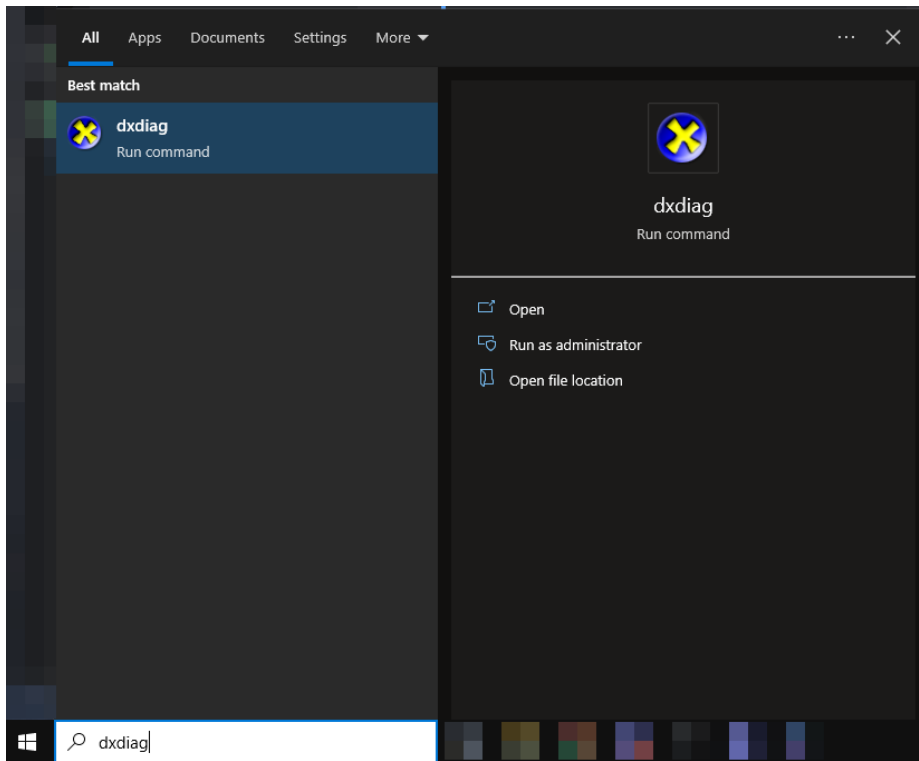 All Apps Documents Settings More
Best match
dxdiag
Run command
dxdiag
Run command
Open
Run as administrator
Open file location
dxdiag